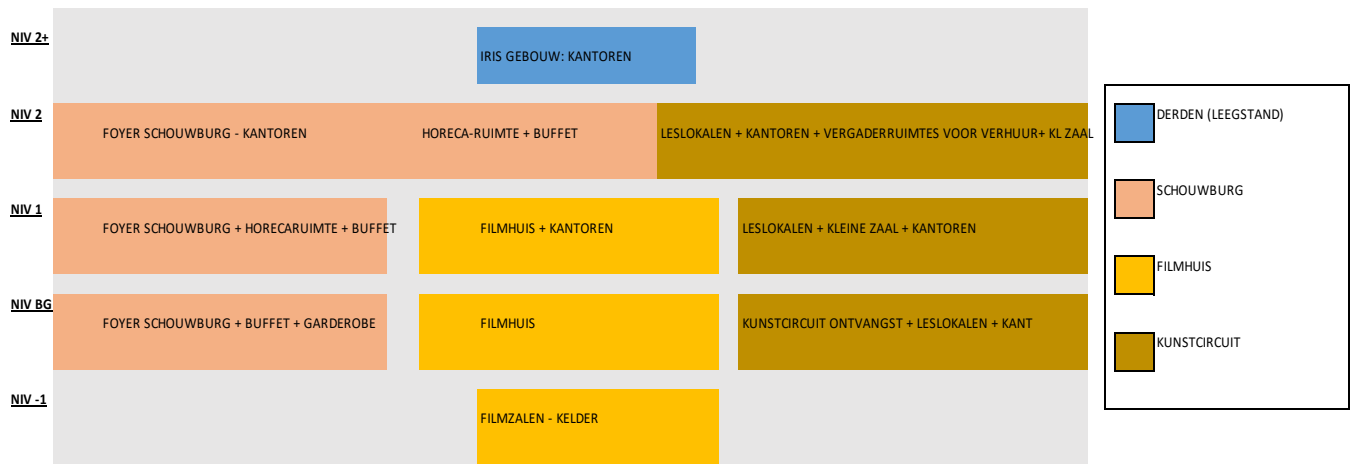 NIV 2+
IRIS GEBOUW: KANTOREN
NIV 2
FOYER SCHOUWBURG - KANTOREN
HORECA-RUIMTE + BUFFET
LESLOKALEN + KANTOREN + VERGADERRUIMTES VOOR VERHUUR+ KL ZAAL
NIV 1
FOYER SCHOUWBURG + HORECARUIMTE + BUFFET
FILMHUIS + KANTOREN
LESLOKALEN + KLEINE ZAAL + KANTOREN
NIV BG
FOYER SCHOUWBURG + BUFFET + GARDEROBE
FILMHUIS
KUNSTCIRCUIT ONTVANGST + LESLOKALEN + KANT
NIV -1
FILMZALEN - KELDER
DERDEN (LEEGSTAND)
SCHOUWBURG
FILMHUIS
KUNSTCIRCUIT